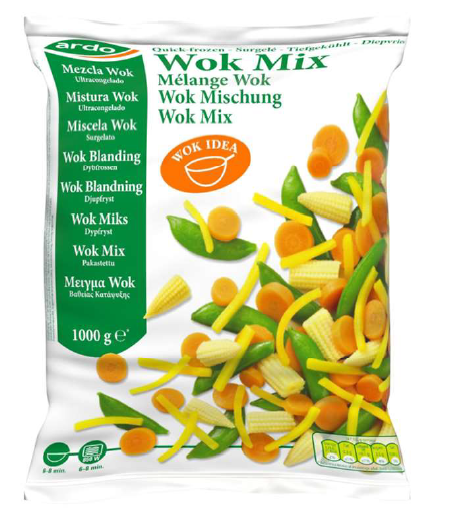 ardo
Quick-frozen - Surgelé - Tiefgekühlt - Diepvries
Wok Mix
Mélange Wok
Wok Mischung
Wok Mix
WOK IDEA
Mezcla Wok
Ultracongelado
Mistura Wok
Ultracongelado
Miscela Wok
Surgelato
Wok Blanding
Dybfrossen
Wok Blandning
Djupfryst
Wok Miks
Dypfryst
Wok Mix
Pakastettu
Μειγμα Wok
Βαθείας Κατάψυξης
1000 g e*
6-8 min.
850 W
6-8 min.